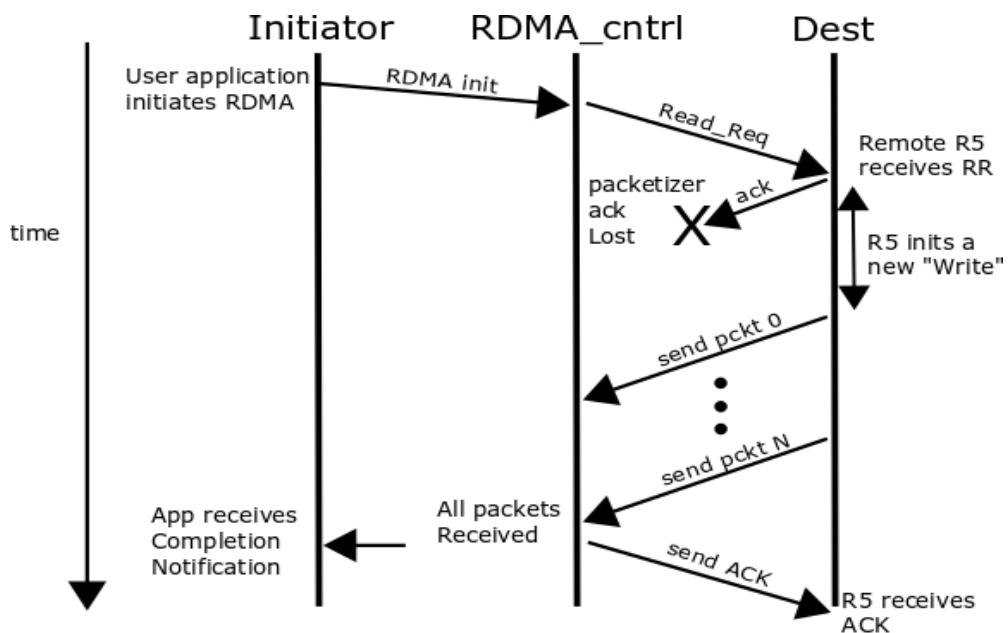 Initiator
RDMA_cntrl
Dest
User application
initiates RDMA
RDMA init
Read_Req
Remote R5
receives RR
ack
packetizer
ack
Lost
X
time
R5 inits a
new "Write"
send pckt 0
send pckt N
All packets
Received
App receives
Completion
Notification
send ACK
R5 receives
ACK